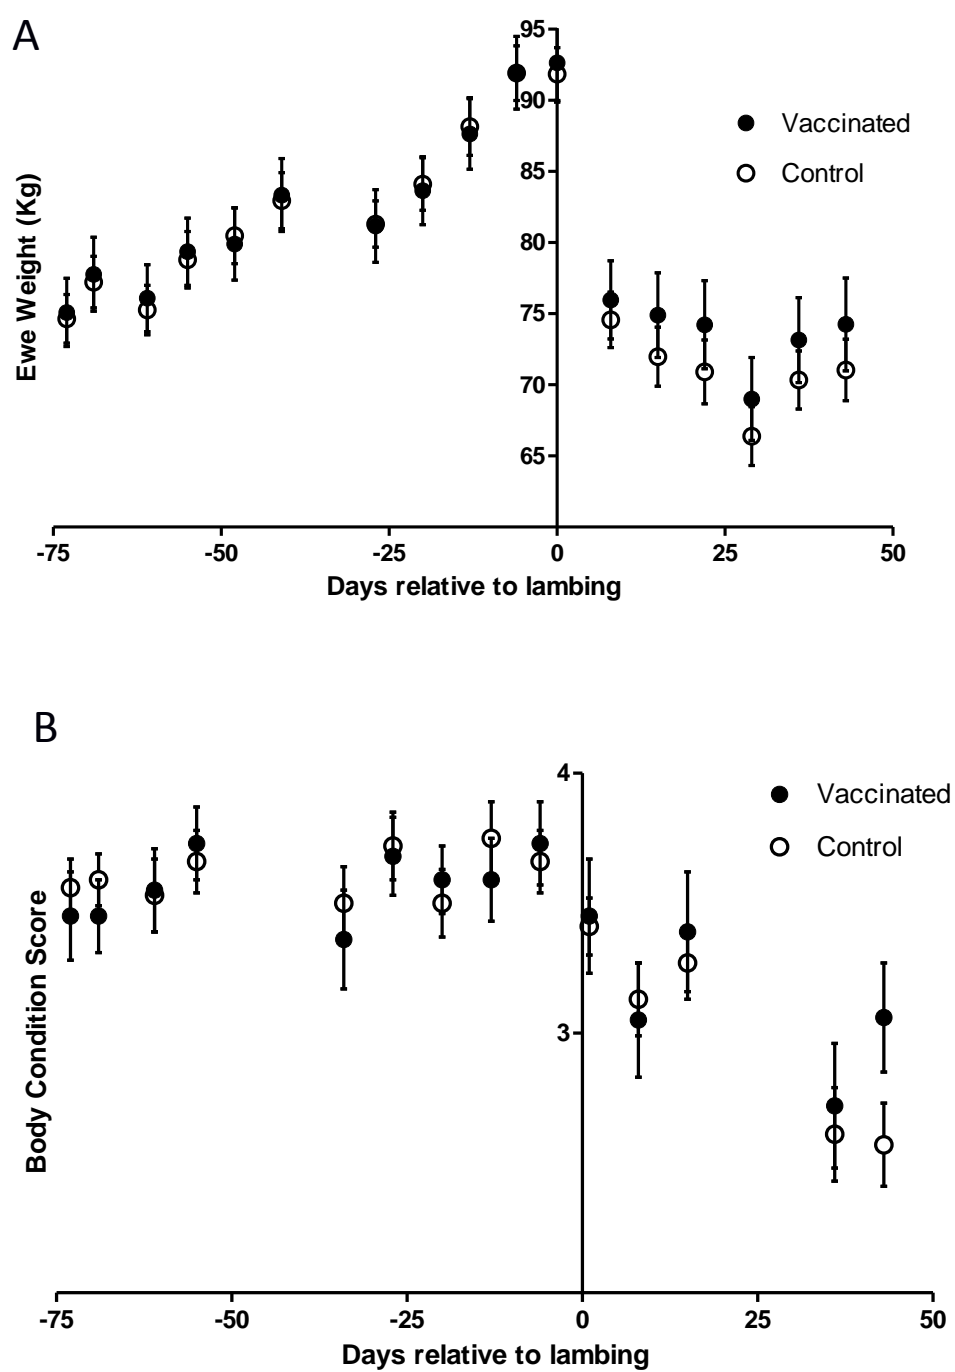 A
95
90
85
80
75
70
65
Ewe Weight (Kg)
Vaccinated
Control
-75 -50 -25 0 25 50
Days relative to lambing
B
4
3
Body Condition Score
Vaccinated
Control
-75 -50 -25 0 25 50
Days relative to lambing